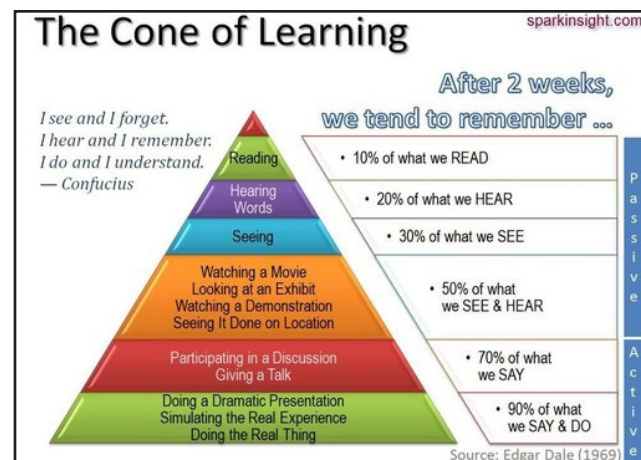 The Cone of Learning
sparkinsight.com
After 2 weeks,
we tend to remember ...
I see and I forget.
I hear and I remember.
I do and I understand.
— Confucius
Reading
• 10% of what we READ
Hearing
Words
• 20% of what we HEAR
Seeing
• 30% of what we SEE
Watching a Movie
Looking at an Exhibit
Watching a Demonstration
Seeing It Done on Location
• 50% of what
we SEE & HEAR
Participating in a Discussion
Giving a Talk
• 70% of what
we SAY
Doing a Dramatic Presentation
Simulating the Real Experience
Doing the Real Thing
• 90% of what
we SAY & DO
Passive
Active
Source: Edgar Dale (1969)